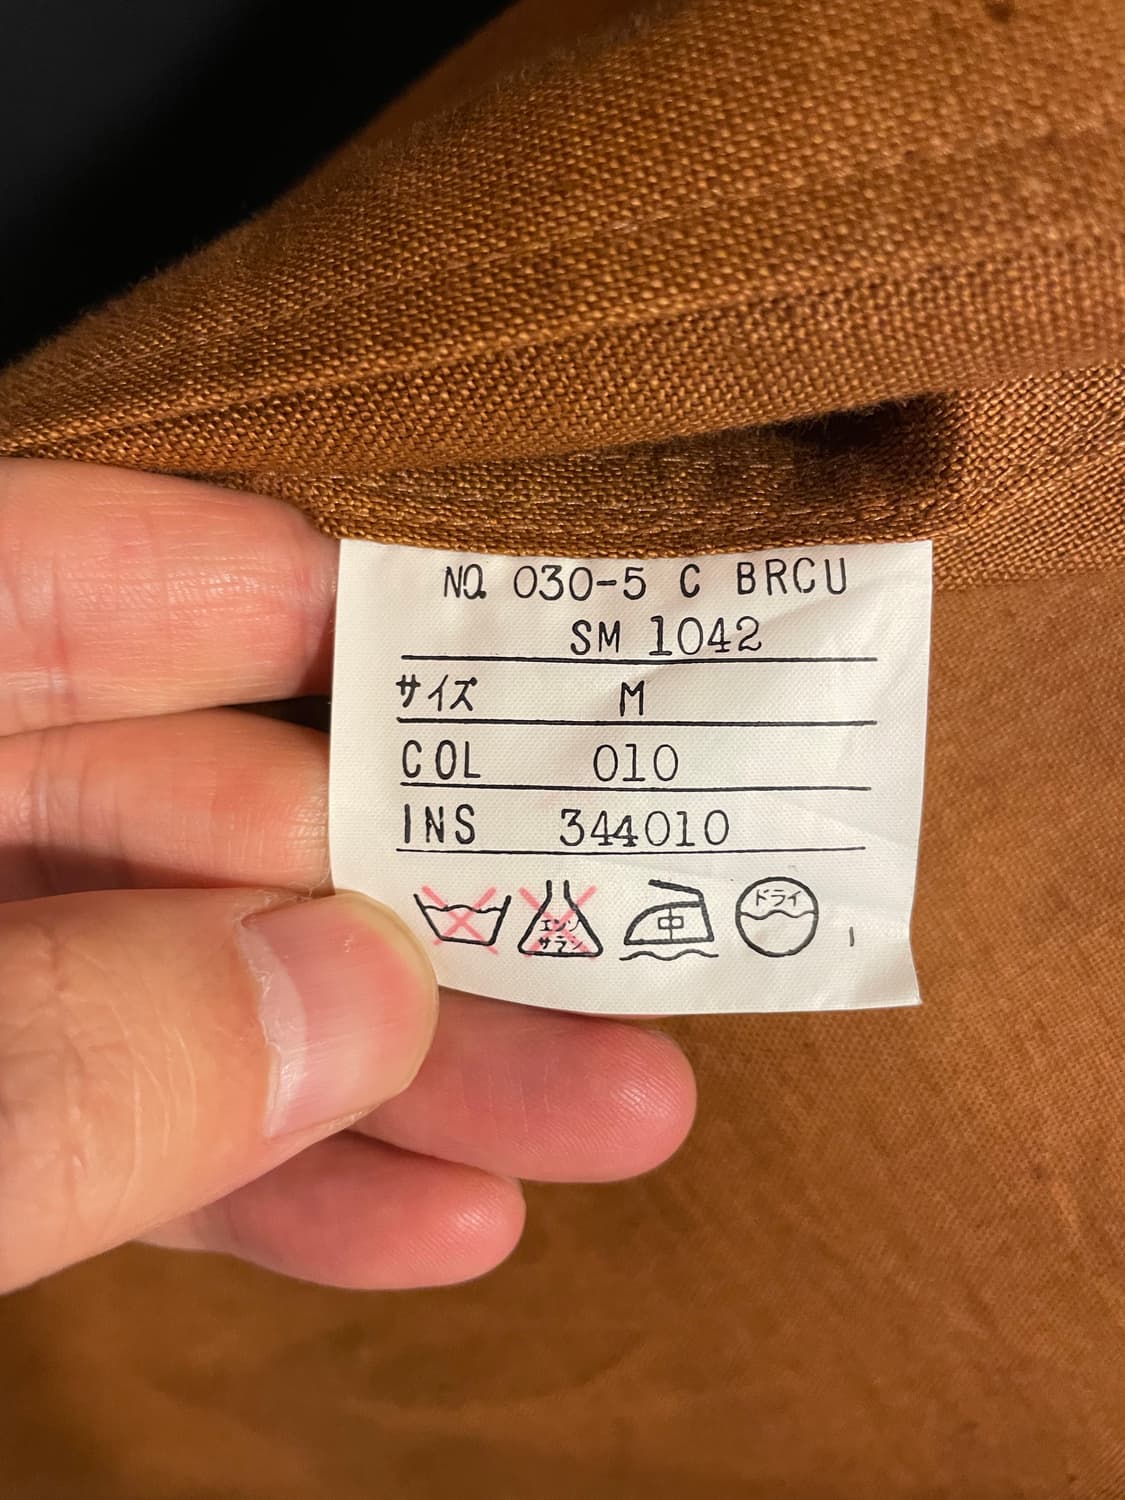 NO. 030-5 C BRCU
SM 1042
サイズ M
COL 010
INS 344010
エンソ
サラシ
中
ドライ